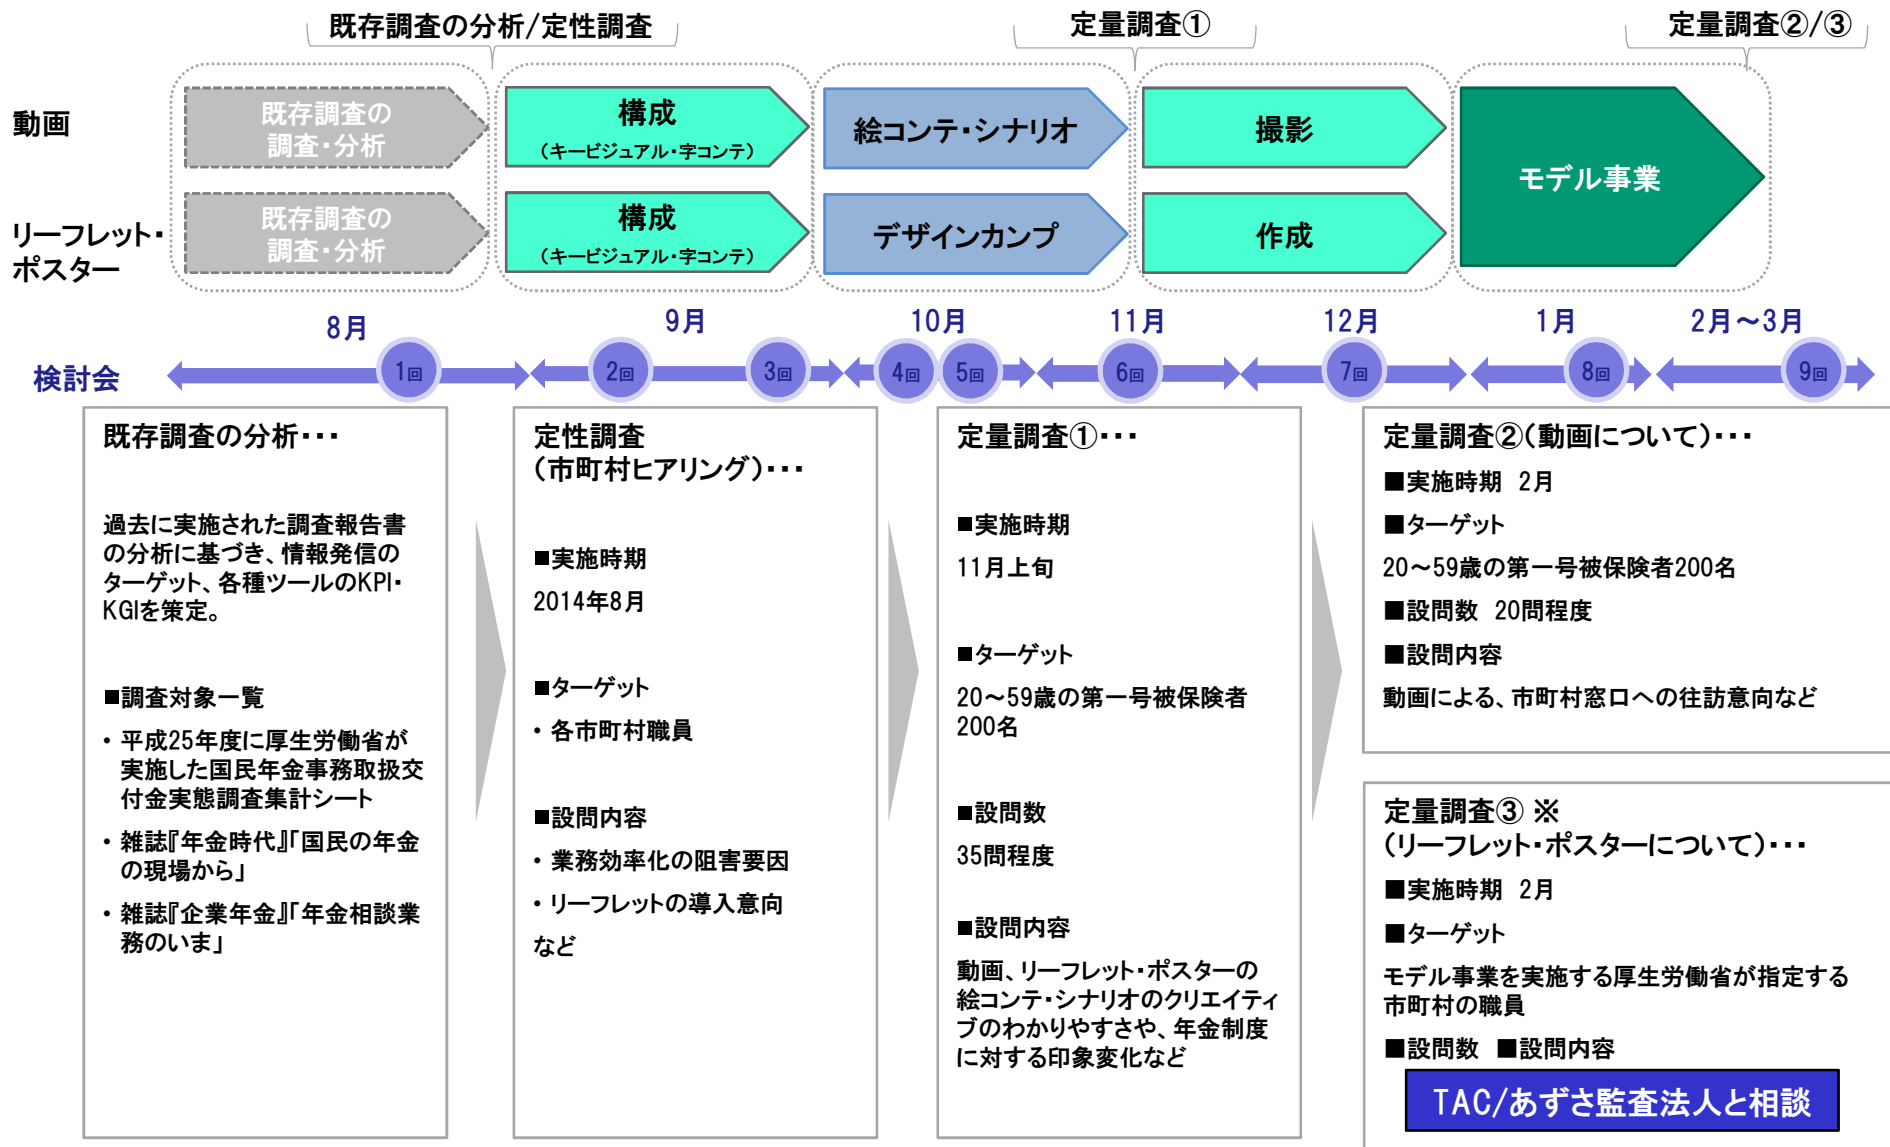 既存調査の分析/定性調査
定量調査①
定量調査②/③
動画
既存調査の
調査・分析
構成
（キービジュアル・字コンテ）
絵コンテ・シナリオ
撮影
モデル事業
リーフレット・
ポスター
既存調査の
調査・分析
構成
（キービジュアル・字コンテ）
デザインカンプ
作成
8月
9月
10月
11月
12月
1月
2月～3月
検討会
1回
2回
3回
4回
5回
6回
7回
8回
9回
既存調査の分析・・・
過去に実施された調査報告書
の分析に基づき、情報発信の
ターゲット、各種ツールのKPI・
KGIを策定。
■調査対象一覧
・平成25年度に厚生労働省が
実施した国民年金事務取扱交
付金実態調査集計シート
・雑誌『年金時代』「国民の年金
の現場から」
・雑誌『企業年金』「年金相談業
務のいま」
定性調査
（市町村ヒアリング）・・・
■実施時期
2014年8月
■ターゲット
・各市町村職員
■設問内容
・業務効率化の阻害要因
・リーフレットの導入意向
など
定量調査①・・・
■実施時期
11月上旬
■ターゲット
20～59歳の第一号被保険者
200名
■設問数
35問程度
■設問内容
動画、リーフレット・ポスターの
絵コンテ・シナリオのクリエイティ
ブのわかりやすさや、年金制度
に対する印象変化など
定量調査②（動画について）・・・
■実施時期 2月
■ターゲット
20～59歳の第一号被保険者200名
■設問数 20問程度
■設問内容
動画による、市町村窓口への往訪意向など
定量調査③ ※
（リーフレット・ポスターについて）・・・
■実施時期 2月
■ターゲット
モデル事業を実施する厚生労働省が指定する
市町村の職員
■設問数 ■設問内容
TAC/あずさ監査法人と相談